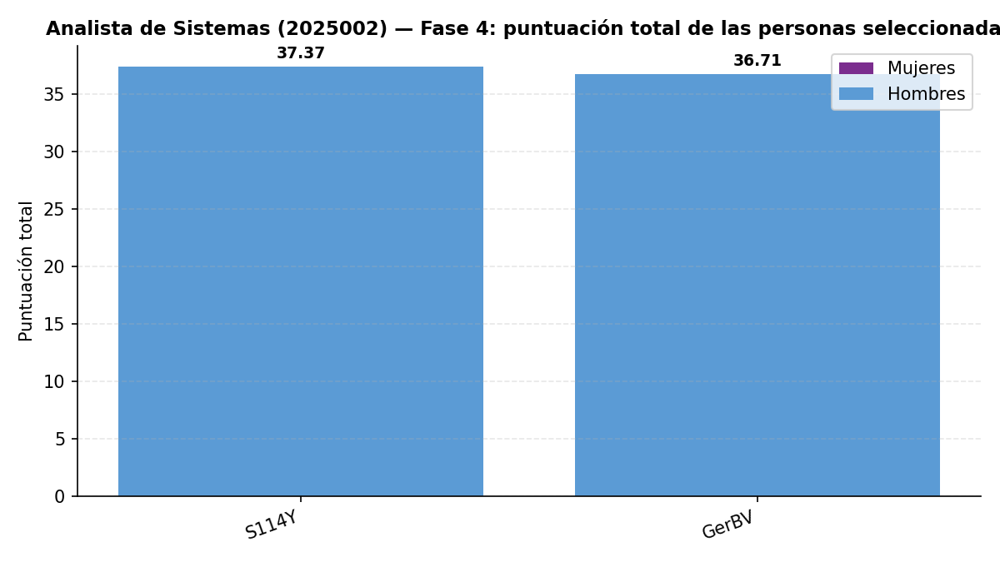 Analista de Sistemas (2025002) — Fase 4: puntuación total de las personas seleccionada
37.37
36.71
Mujeres
Hombres
Puntuación total
35
30
25
20
15
10
5
0
S114Y
GerBV